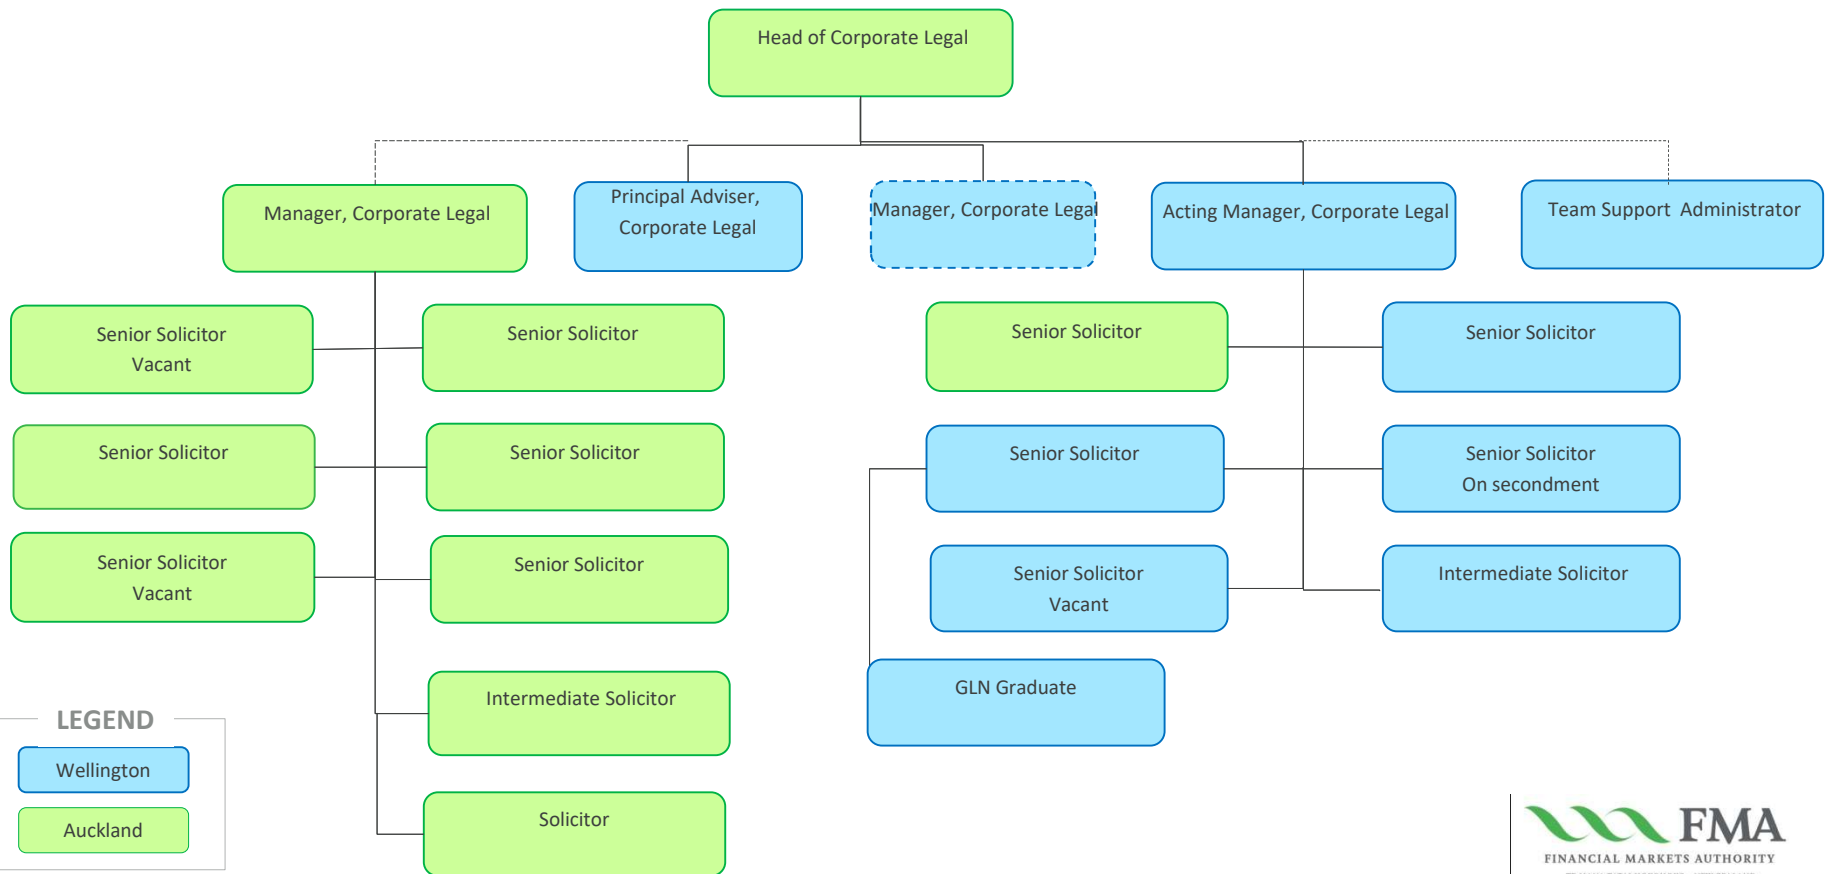 Head of Corporate Legal
Manager, Corporate Legal
Principal Adviser,
Corporate Legal
Manager, Corporate Legal
Acting Manager, Corporate Legal
Team Support Administrator
Senior Solicitor
Vacant
Senior Solicitor
Senior Solicitor
Senior Solicitor
Senior Solicitor
Senior Solicitor
Senior Solicitor
Senior Solicitor
On secondment
Senior Solicitor
Vacant
Senior Solicitor
Senior Solicitor
Vacant
Intermediate Solicitor
GLN Graduate
Intermediate Solicitor
Solicitor
LEGEND
Wellington
Auckland
FMA
FINANCIAL MARKETS AUTHORITY